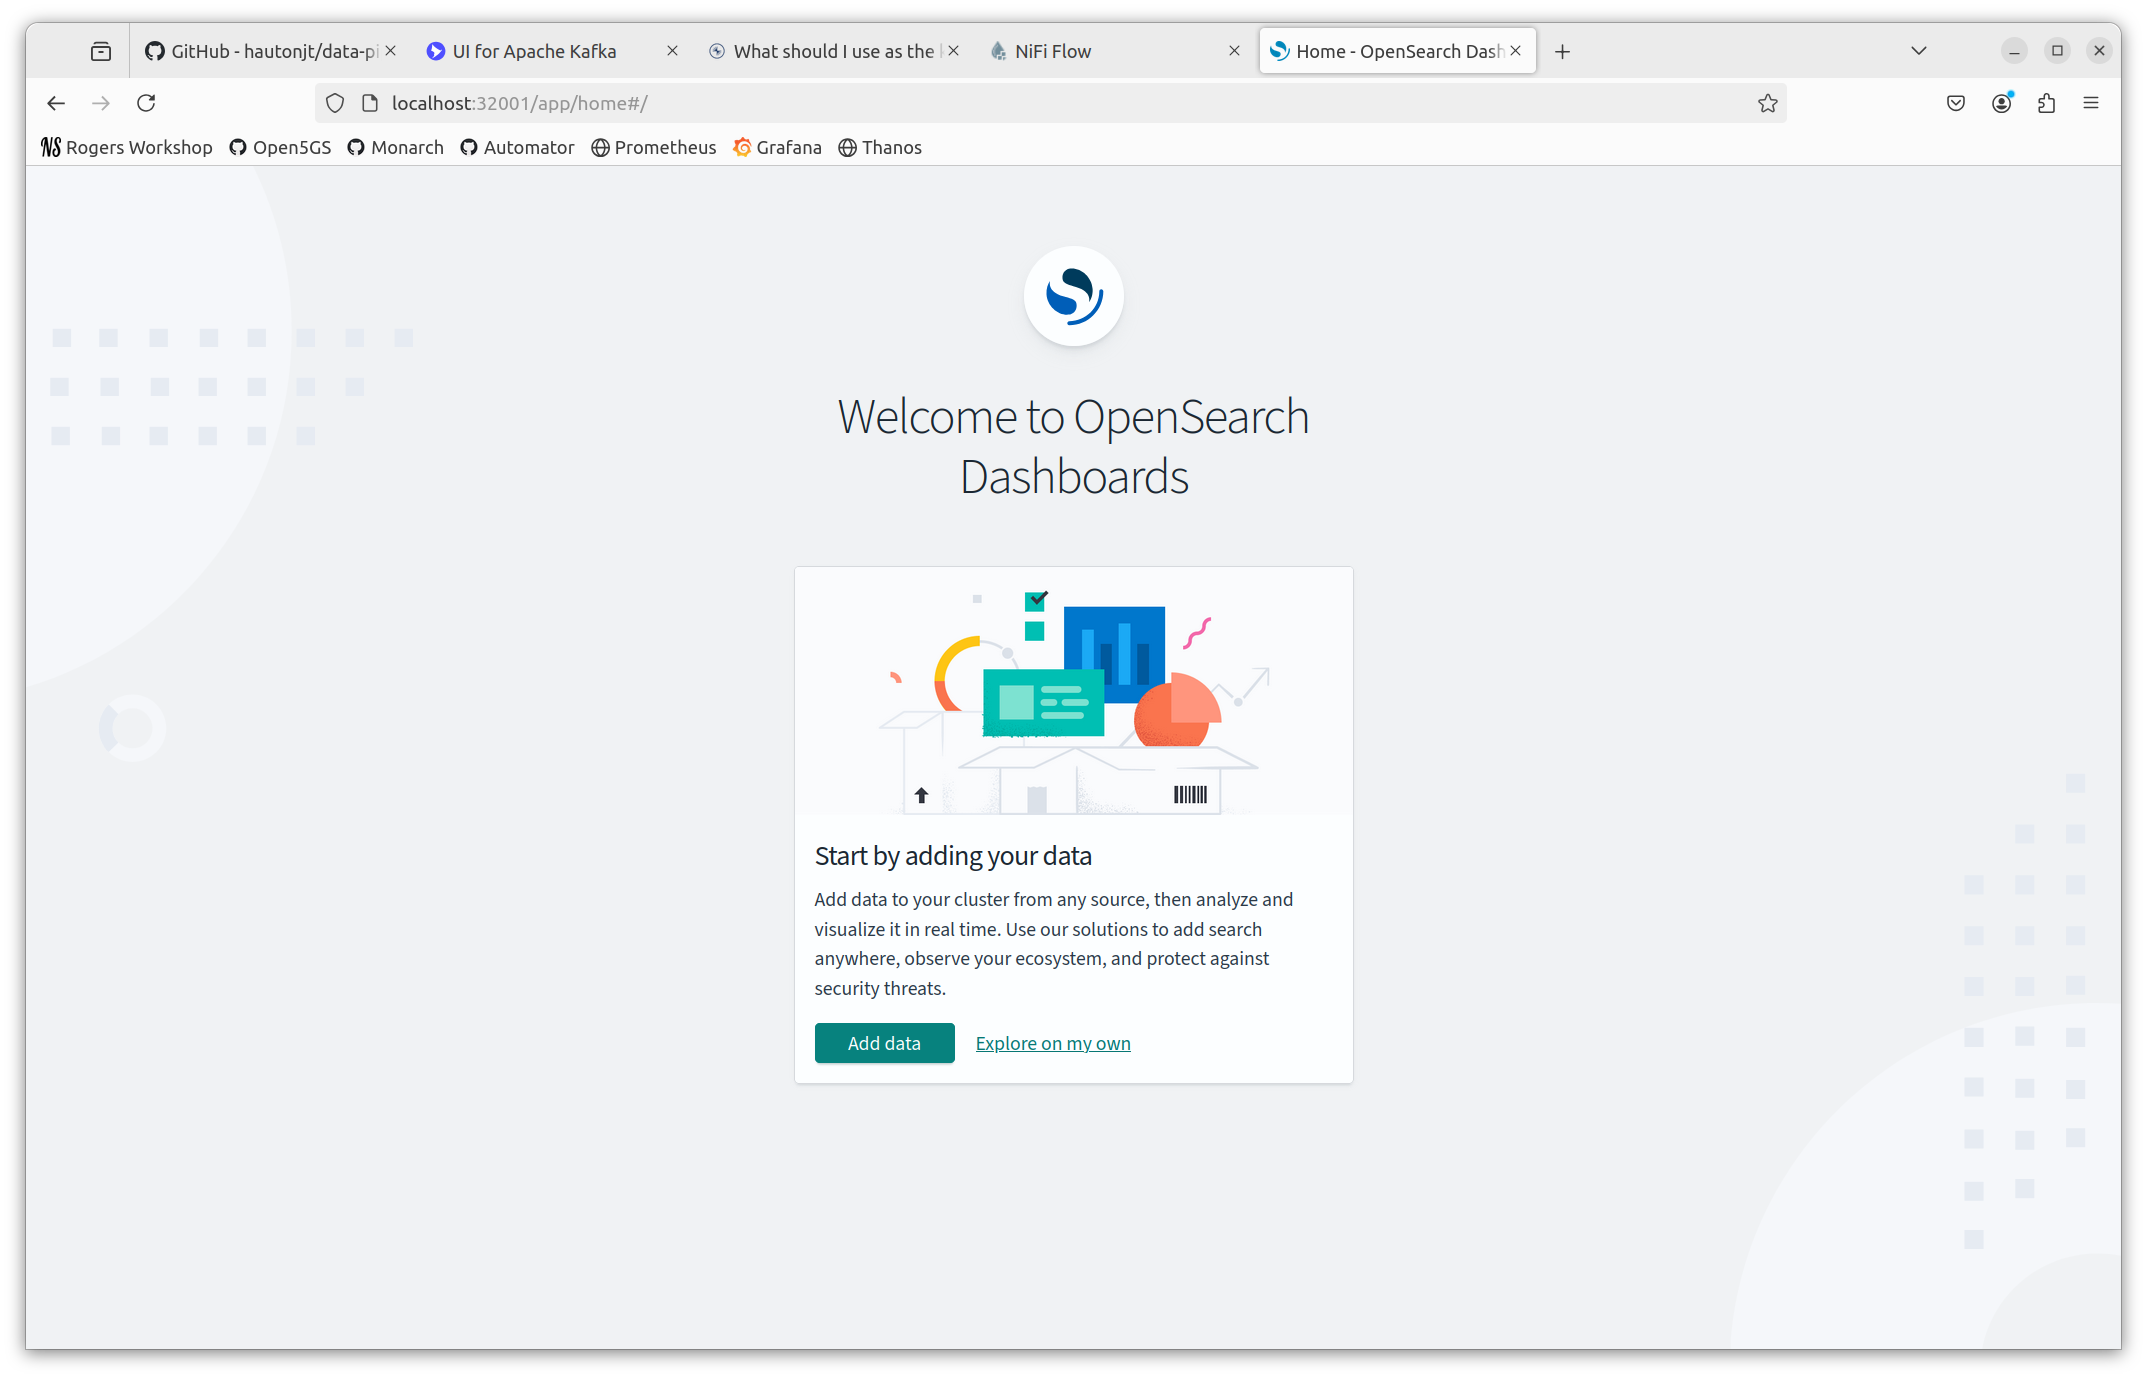 GitHub - hautonjt/data-pi
UI for Apache Kafka
What should I use as the k
NiFi Flow
Home - OpenSearch Dash
localhost:32001/app/home#/
NS Rogers Workshop
Open5GS
Monarch
Automator
Prometheus
Grafana
Thanos
Welcome to OpenSearch
Dashboards
Start by adding your data
Add data to your cluster from any source, then analyze and
visualize it in real time. Use our solutions to add search
anywhere, observe your ecosystem, and protect against
security threats.
Add data
Explore on my own